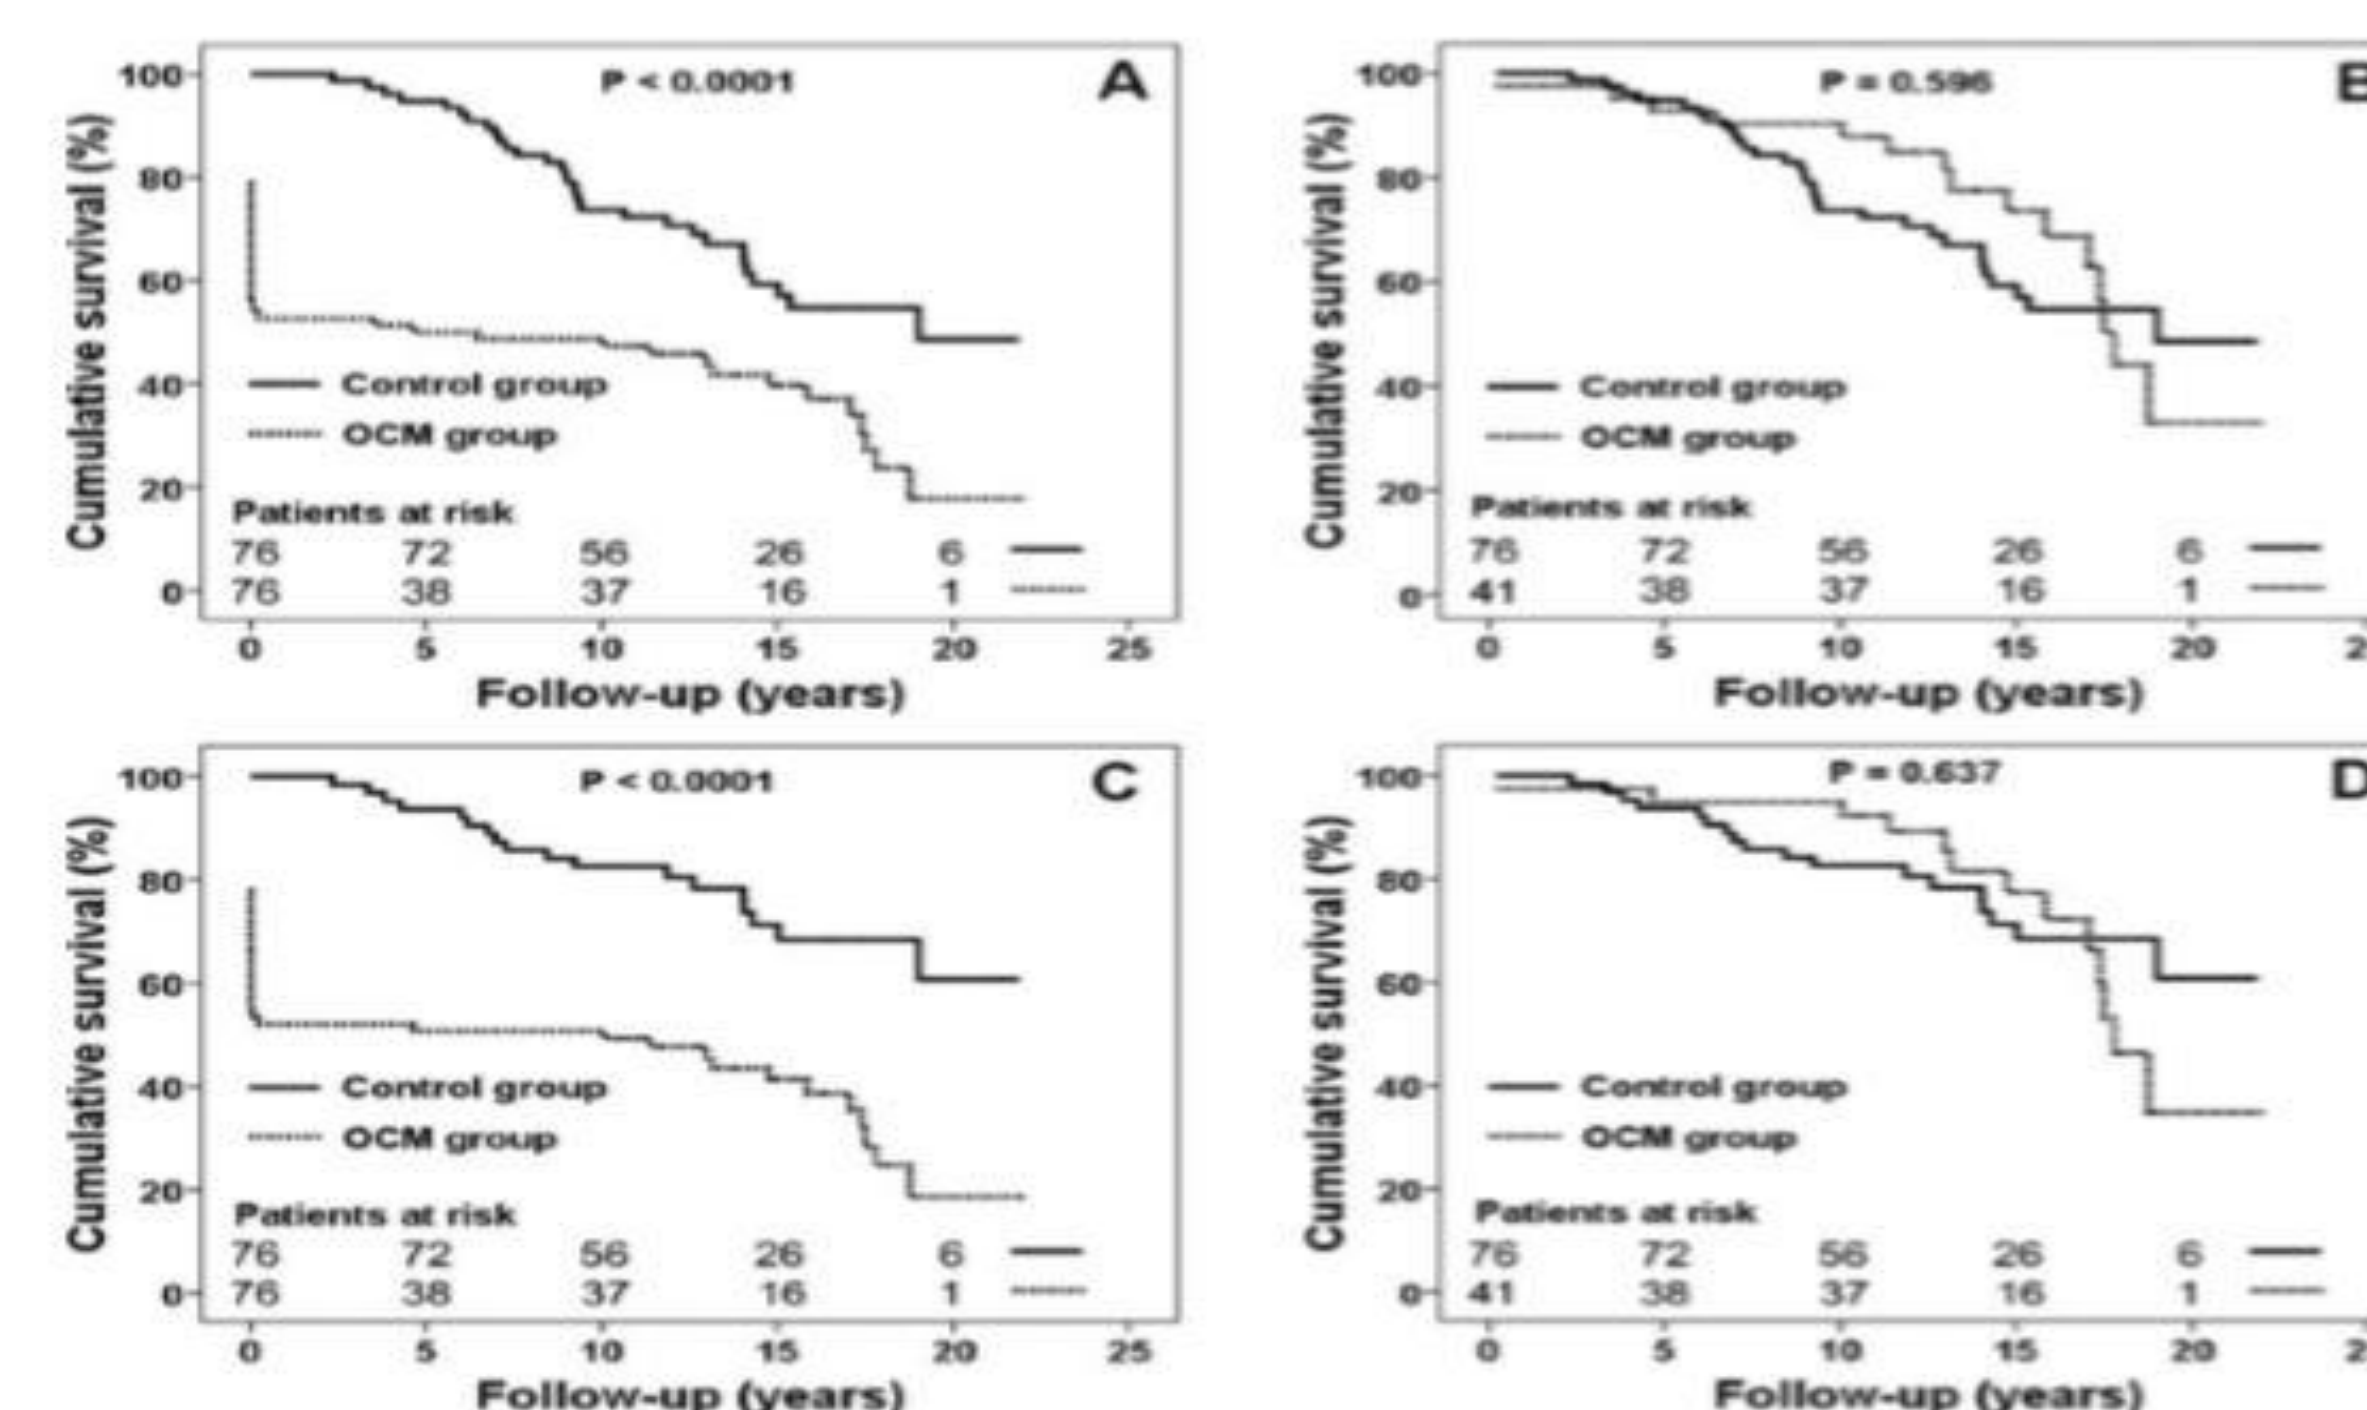 P < 0.0001
A
100
80
60
40
20
0
Cumulative survival (%)
Control group
OCM group
Patients at risk
76 72 56 26 6
76 38 37 16 1
0 5 10 15 20 25
Follow-up (years)
P = 0.596
100
80
60
40
20
0
Cumulative survival (%)
Control group
OCM group
Patients at risk
76 72 56 26 6
41 38 37 16 1
0 5 10 15 20
Follow-up (years)
P < 0.0001
C
100
80
60
40
20
0
Cumulative survival (%)
Control group
OCM group
Patients at risk
76 72 56 26 6
76 38 37 16 1
0 5 10 15 20 25
Follow-up (years)
P = 0.637
D
100
80
60
40
20
0
Cumulative survival (%)
Control group
OCM group
Patients at risk
76 72 56 26 6
41 38 37 16 1
0 5 10 15 20
Follow-up (years)